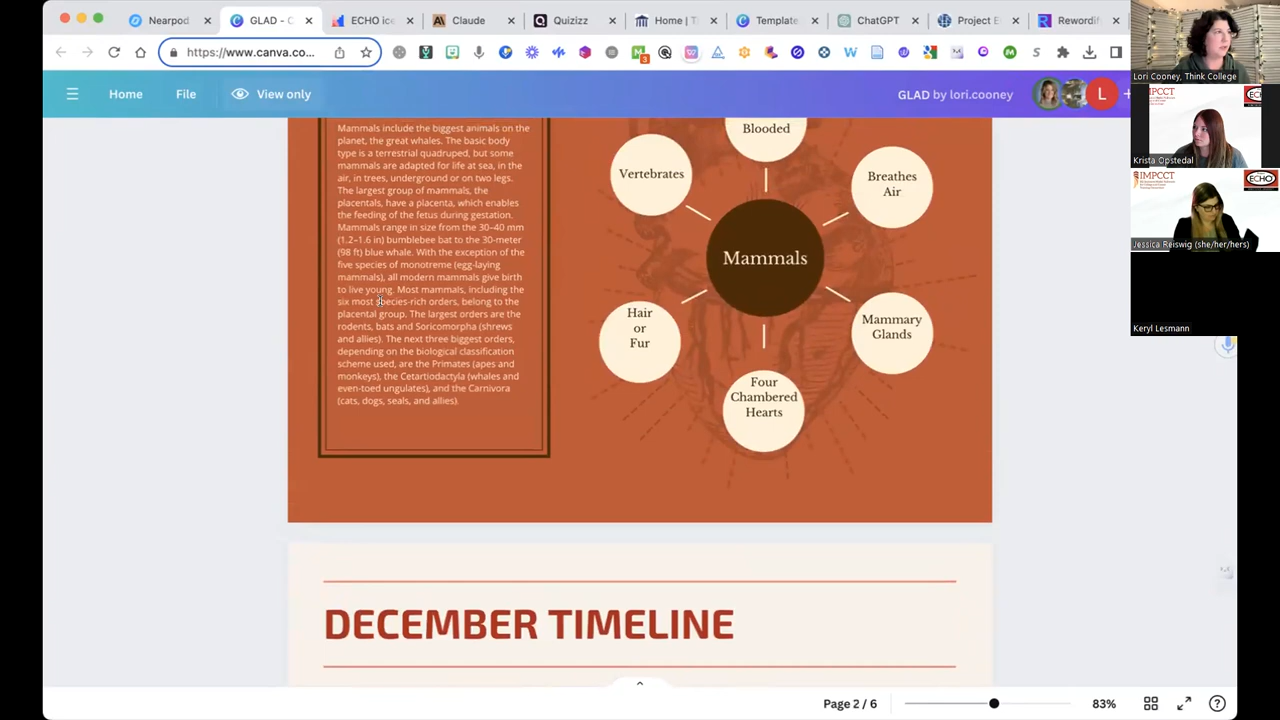 Nearpod
GLAD - C
ECHO ice
Claude
Quizizz
Home | T
Template
ChatGPT
Project E
Rewordif
https://www.canva.co...
3
Home
File
View only
GLAD by lori.cooney
L
+
Mammals include the biggest animals on the
planet, the great whales. The basic body
type is a terrestrial quadruped, but some
mammals are adapted for life at sea, in the
air, in trees, underground or on two legs.
The largest group of mammals, the
placentals, have a placenta, which enables
the feeding of the fetus during gestation.
Mammals range in size from the 30–40 mm
(1.2–1.6 in) bumblebee bat to the 30-meter
(98 ft) blue whale. With the exception of the
five species of monotreme (egg-laying
mammals), all modern mammals give birth
to live young. Most mammals, including the
six most species-rich orders, belong to the
placental group. The largest orders are the
rodents, bats and Soricomorpha (shrews
and allies). The next three biggest orders,
depending on the biological classification
scheme used, are the Primates (apes and
monkeys), the Cetartiodactyla (whales and
even-toed ungulates), and the Carnivora
(cats, dogs, seals, and allies).
Blooded
Vertebrates
Breathes
Air
Mammals
Hair
or
Fur
Mammary
Glands
Four
Chambered
Hearts
DECEMBER TIMELINE
Page 2 / 6
83%
Lori Cooney, Think College
IMPCCT
ECHO
Krista Opstedal
IMPCCT
ECHO
Jessica Reiswig (she/her/hers)
Keryl Lesmann